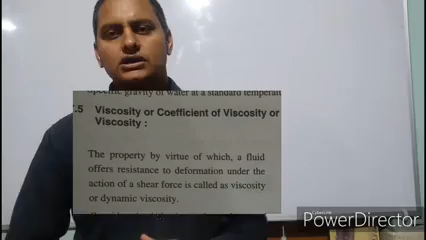 Specific gravity of water at a standard temperat
.5 Viscosity or Coefficient of Viscosity or
Viscosity :
The property by virtue of which, a fluid
offers resistance to deformation under the
action of a shear force is called as viscosity
or dynamic viscosity.
CyberLink
PowerDirector